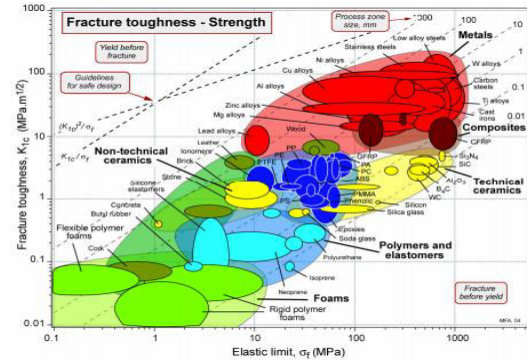 Fracture toughness - Strength
Process zone
size, mm
1000
100
10
1
0.1
0.01
1000
100
10
1
0.1
0.01
Fracture toughness, K1c (MPa.m1/2)
Yield before
fracture
Guidelines
for safe design
(K1c)²/σf
K1c/σf
Low alloy steels
Stainless steels
Ni alloys
Cu alloys
Al alloys
Zinc alloys
Mg alloys
Lead alloys
Metals
W alloys
Carbon
steels
Ti alloys
Cast
irons
Composites
CFRP
GFRP
Wood
Leather
Ionomers
Brick
Stone
PTFE
PP
PE
PA
PC
ABS
PS
PMMA
Phenolic
Non-technical
ceramics
Silicone
elastomers
Concrete
Butyl rubber
Flexible polymer
foams
Cork
Si3N4
SiC
Al2O3
B4C
WC
Technical
ceramics
Silicon
Silica glass
Epoxies
Soda glass
Polyurethane
Polymers and
elastomers
Isoprene
Neoprene
Foams
Rigid polymer
foams
Fracture
before yield
MFA, 04
0.1
1
10
100
1000
Elastic limit, σf (MPa)